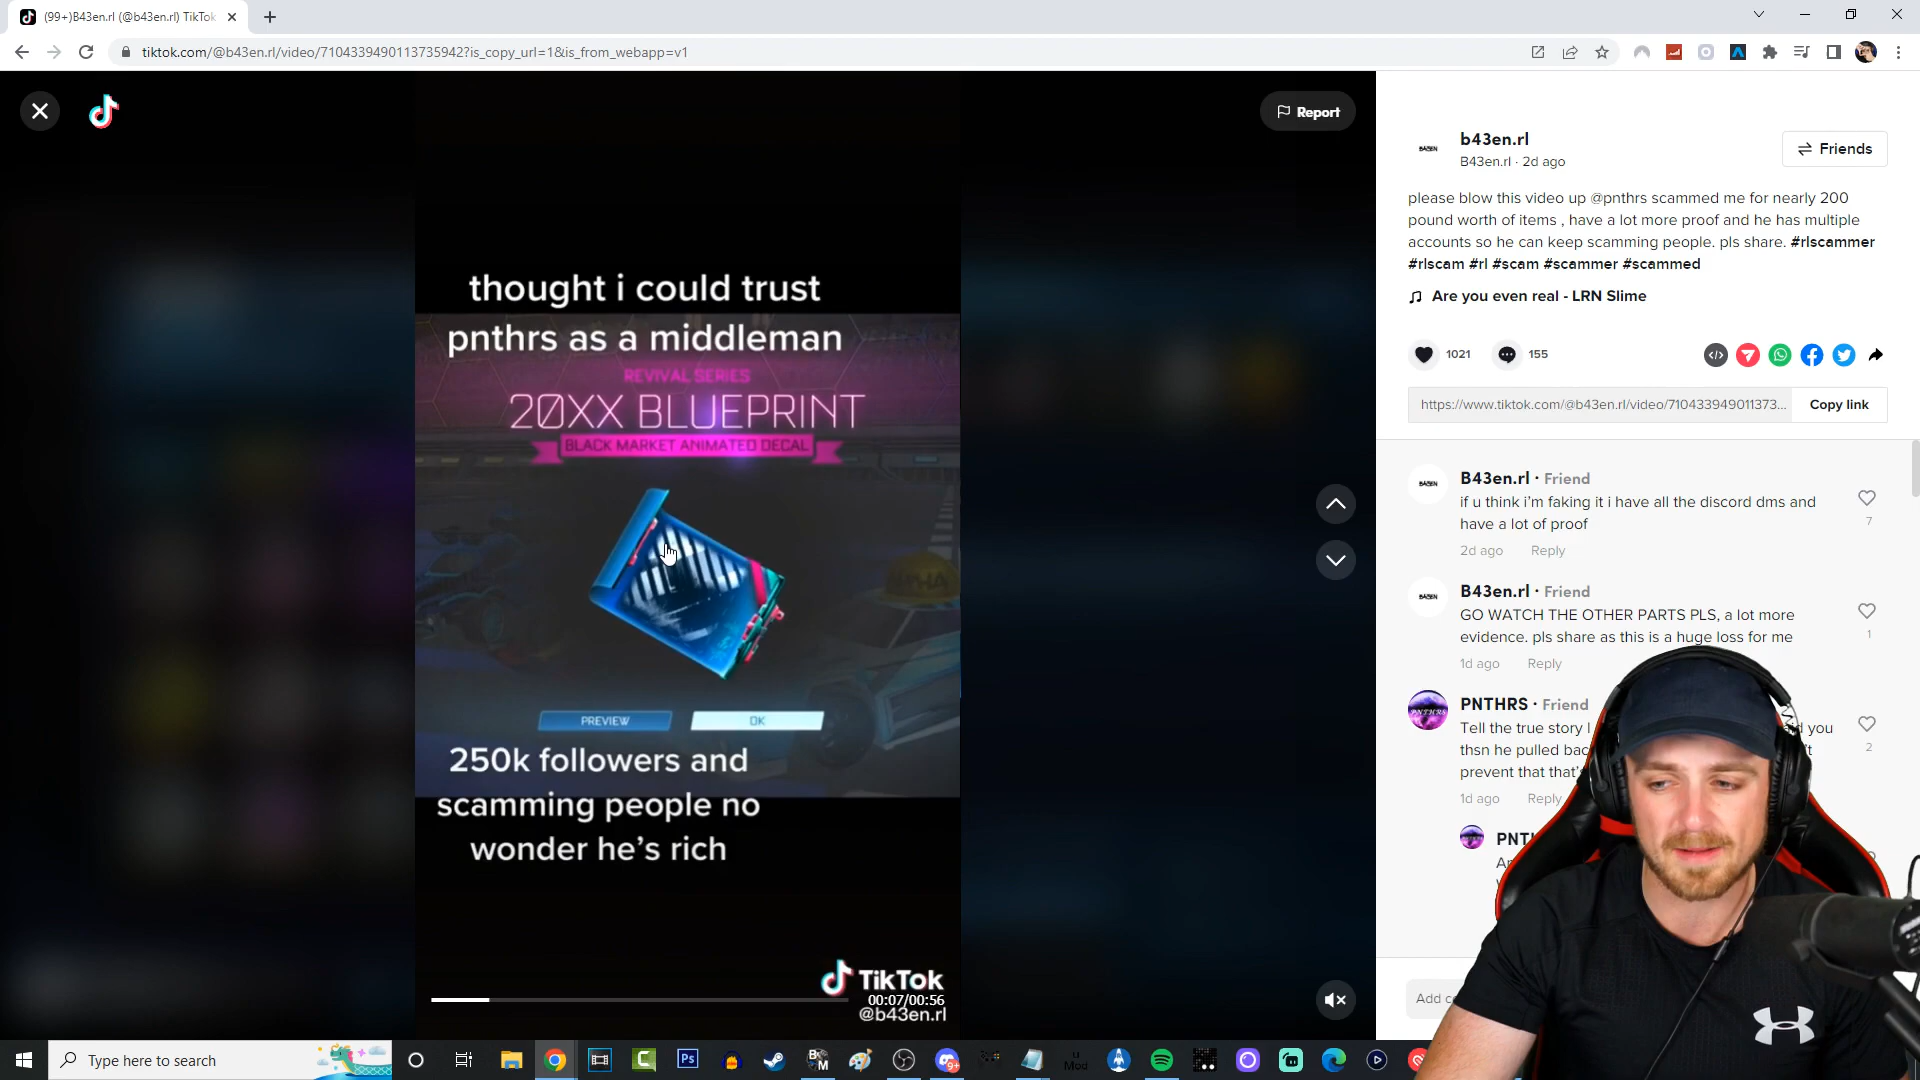 (99+)B43en.rl (@b43en.rl) TikTok
tiktok.com/@b43en.rl/video/7104339490113735942?is_copy_url=1&is_from_webapp=v1
Report
thought i could trust
pnthrs as a middleman
REVIVAL SERIES
20XX BLUEPRINT
BLACK MARKET ANIMATED DECAL
PREVIEW
OK
250k followers and
scamming people no
wonder he's rich
TikTok
00:07/00:56
@b43en.rl
b43en.rl
B43en.rl · 2d ago
Friends
please blow this video up @pnthrs scammed me for nearly 200
pound worth of items , have a lot more proof and he has multiple
accounts so he can keep scamming people. pls share. #rlscammer
#rlscam #rl #scam #scammer #scammed
Are you even real - LRN Slime
1021
155
https://www.tiktok.com/@b43en.rl/video/710433949011373...
Copy link
B43en.rl · Friend
if u think i'm faking it i have all the discord dms and
have a lot of proof
7
2d ago Reply
B43en.rl · Friend
GO WATCH THE OTHER PARTS PLS, a lot more
evidence. pls share as this is a huge loss for me
1
1d ago Reply
PNTHRS · Friend
Tell the true story I
you
thsn he pulled
2
prevent that
1d ago Reply
Type here to search
Ps